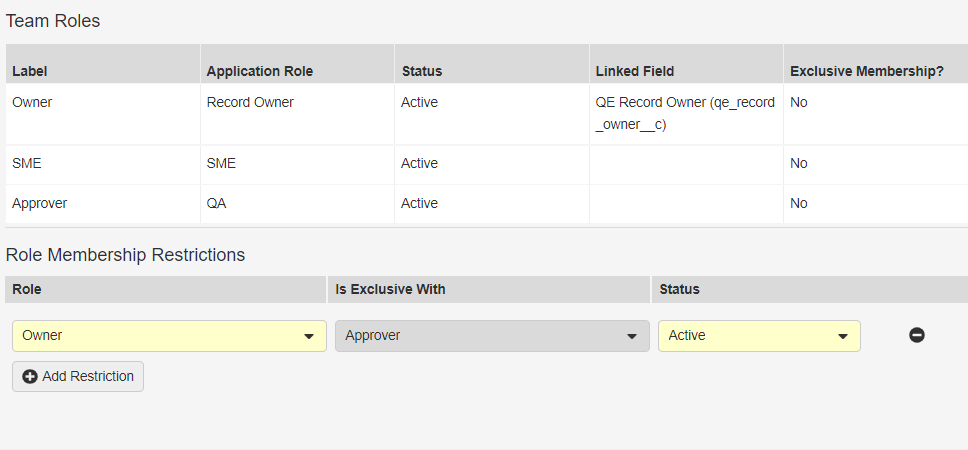 Team Roles
Label Application Role Status Linked Field Exclusive Membership?
Owner Record Owner Active QE Record Owner (qe_record No
_owner__c)
SME SME Active No
Approver QA Active No
Role Membership Restrictions
Role Is Exclusive With Status
Owner Approver Active
Add Restriction